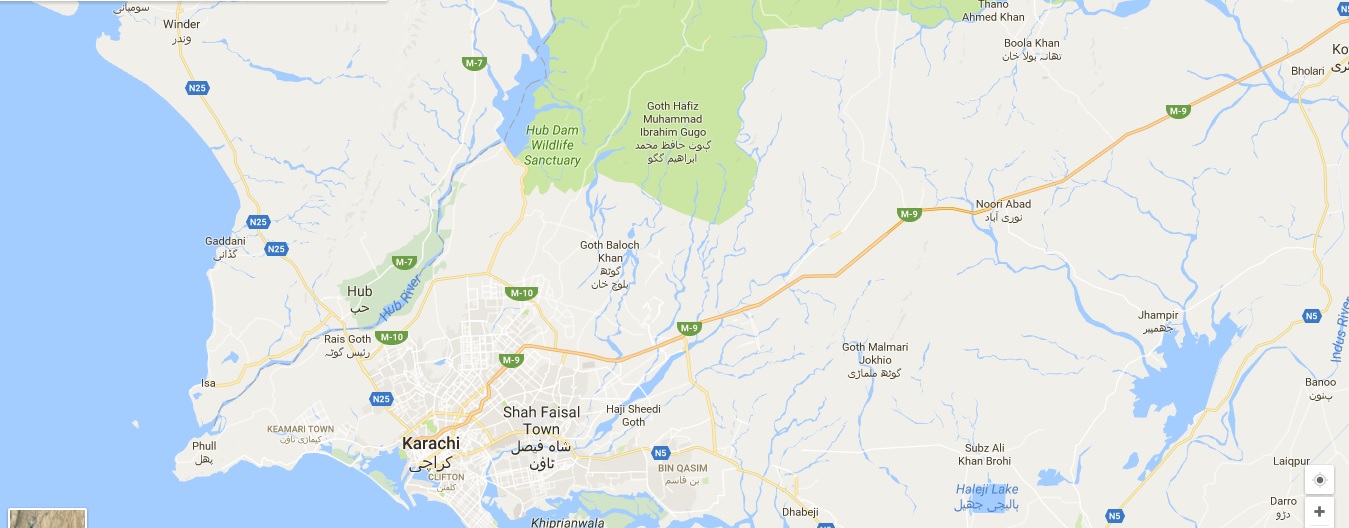 سومیانی
Winder
وندر
Thano
Ahmed Khan
Boola Khan
تھانہ بولا خان
M-7
N25
Bholari
M-9
Goth Hafiz
Muhammad
Ibrahim Gugo
گوٹ حافظ محمد
ابراھیم گگو
Hub Dam
Wildlife
Sanctuary
Noori Abad
نوری آباد
M-9
N25
Gaddani
گڈانی
N25
M-7
Goth Baloch
Khan
گوٹھ
بلوچ خان
Hub
حب
Hub River
M-10
M-9
Jhampir
جھمپیر
N5
Indus River
Rais Goth
رئیس گوٹہ
M-10
M-9
Goth Malmari
Jokhio
گوٹھ ملماڑی
Isa
N25
Banoo
بنون
Shah Faisal
Town
شاہ فیصل
ٹاؤن
Haji Sheedi
Goth
KEAMARI TOWN
کیماڑی ٹاؤن
Karachi
کراچی
Phull
پھل
N5
BIN QASIM
بن قاسم
CLIFTON
کلفٹن
Subz Ali
Khan Brohi
Laiqpur
Haleji Lake
ہالیجی جھیل
Darro
دڑو
Dhabeji
N5
Khiprianwala